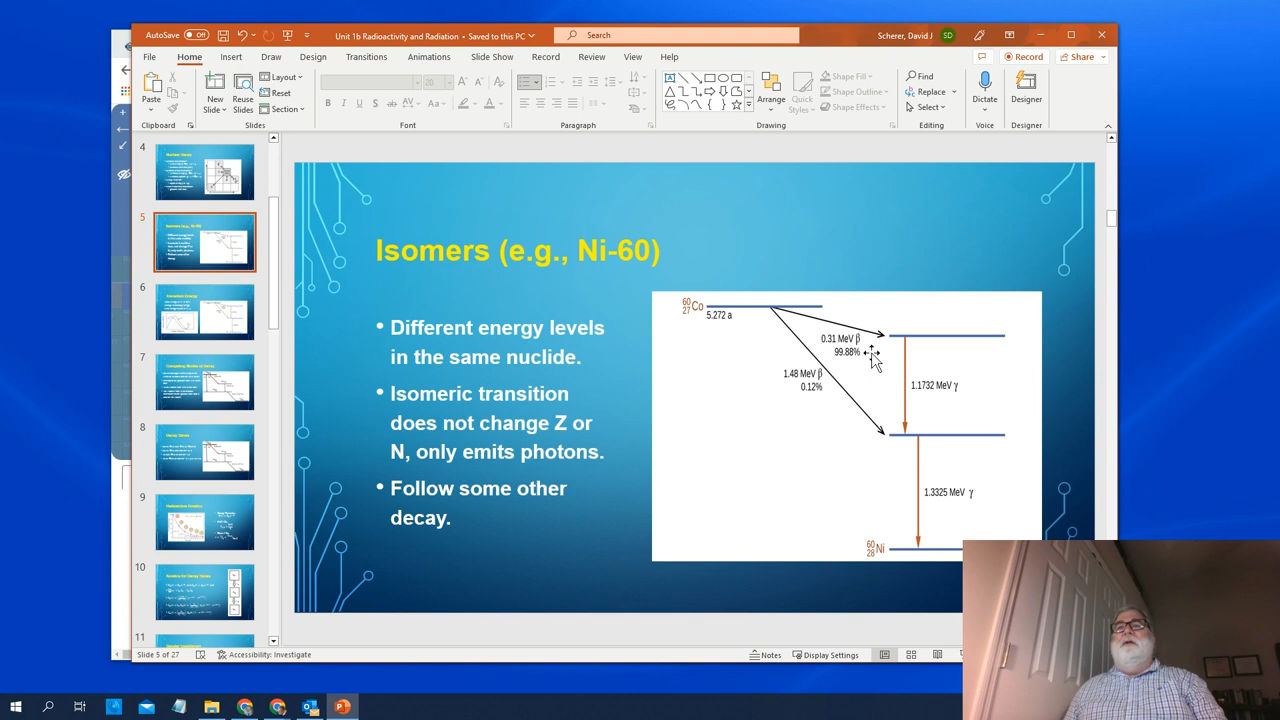 AutoSave Off
Unit 1b Radioactivity and Radiation • Saved to this PC
Search
Scherer, David J SD
File Home Insert Draw Design Transitions Animations Slide Show Record Review View Help
Record
Share
Paste
New Slide
Reuse Slides
Layout
Reset
Section
20
Arrange
Quick Styles
Shape Fill
Shape Outline
Shape Effects
Find
Replace
Select
Dictate
Designer
Clipboard Slides Font Paragraph Drawing Editing Voice Designer
4
5
6
7
8
9
10
11
Isomers (e.g., Ni-60)
• Different energy levels
in the same nuclide.
• Isomeric transition
does not change Z or
N, only emits photons.
• Follow some other
decay.
60
27 Co
5.272 a
0.31 MeV β
99.88%
1.48 MeV β
0.12%
1.1732 MeV γ
1.3325 MeV γ
60
28 Ni
Slide 5 of 27
Accessibility: Investigate
Notes
Display Settings